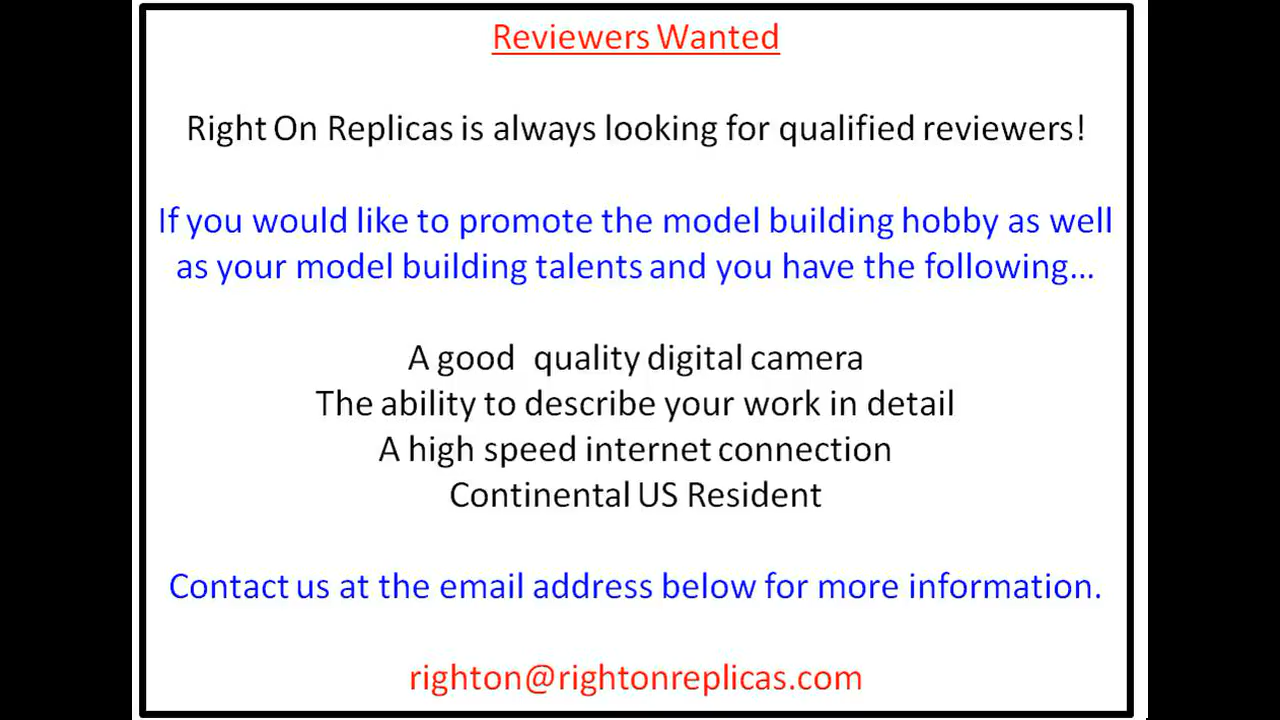 Reviewers Wanted
Right On Replicas is always looking for qualified reviewers!
If you would like to promote the model building hobby as well
as your model building talents and you have the following...
A good quality digital camera
The ability to describe your work in detail
A high speed internet connection
Continental US Resident
Contact us at the email address below for more information.
righton@rightonreplicas.com